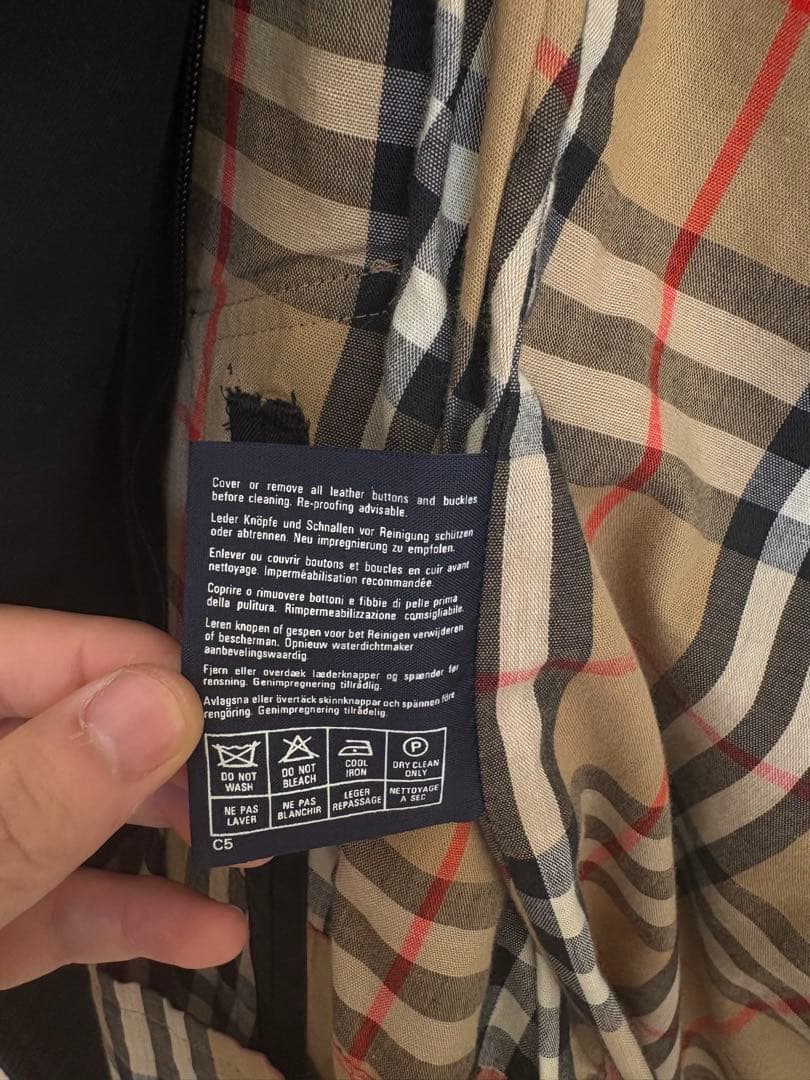 Cover or remove all leather buttons and buckles
before cleaning. Re-proofing advisable.
Leder Knöpfe und Schnallen vor Reinigung schützen
oder abtrennen. Neu impregnierung zu empfolen.
Enlever ou couvrir boutons et boucles en cuir avant
nettoyage. Imperméabilisation recommandée.
Coprire o rimuovere bottoni e fibbie di pelle prima
della pulitura. Rimpermeabilizzazione consigliabile.
Leren knopen of gespen voor bet Reinigen verwijderen
of bescherman. Opnieuw waterdichtmaker
aanbevelingswaardig.
Fjern eller overdæk læderknapper og spænder før
rensning. Genimpregnering tilrådlig.
Avlagsna eller övertäck skinnknappar och spännen före
rengöring. Genimpregnering tilrådelig.
DO NOT WASH DO NOT BLEACH COOL IRON P DRY CLEAN ONLY
NE PAS LAVER NE PAS BLANCHIR LEGER REPASSAGE NETTOYAGE A SEC
C5